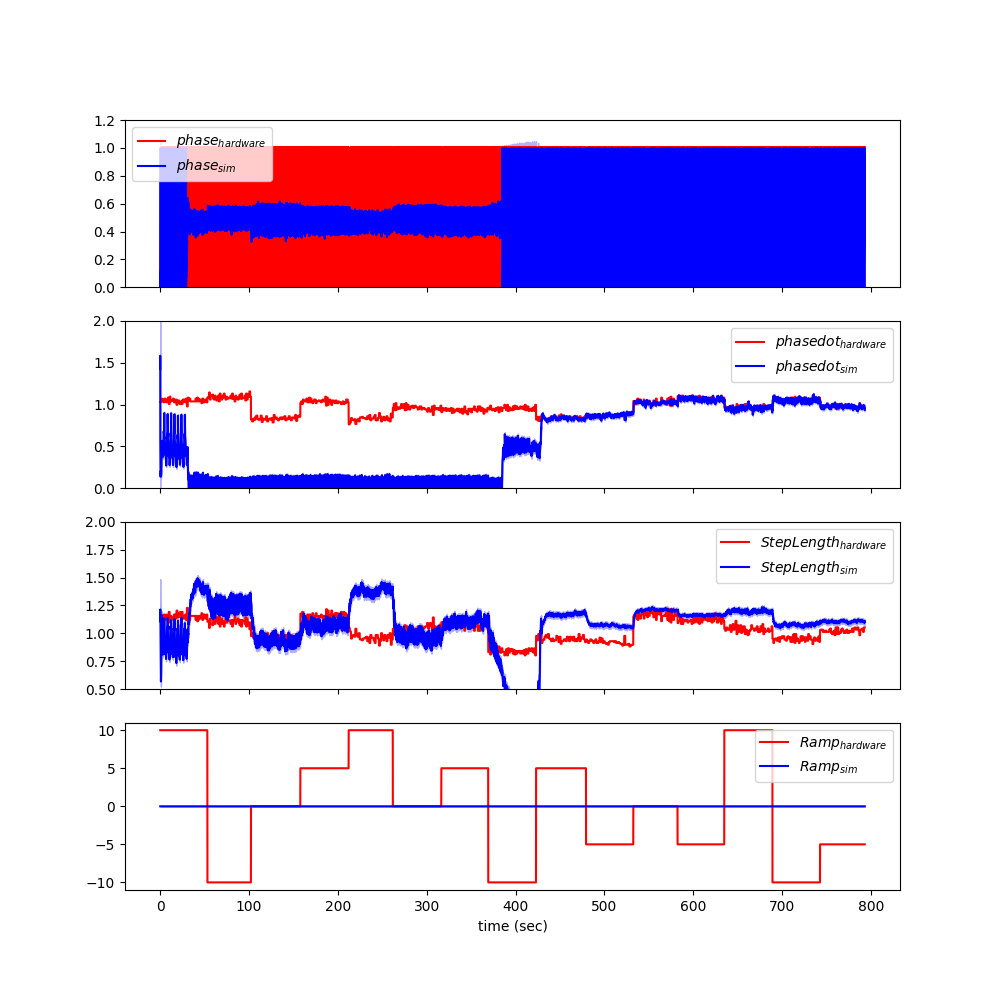 1.2
1.0
0.8
0.6
0.4
0.2
0.0
phase_hardware
phase_sim
2.0
1.5
1.0
0.5
0.0
phasedot_hardware
phasedot_sim
2.00
1.75
1.50
1.25
1.00
0.75
0.50
StepLength_hardware
StepLength_sim
10
5
0
−5
−10
Ramp_hardware
Ramp_sim
0 100 200 300 400 500 600 700 800
time (sec)